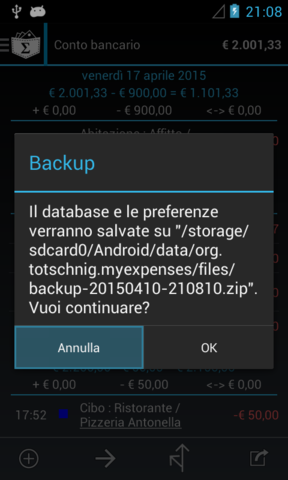 21:08
Conto bancario € 2.001,33
venerdì 17 aprile 2015
€ 2.001,33 - € 900,00 = € 1.101,33
+ € 0,00 - € 900,00 <-> € 0,00
Abitazione : Affitto /
Backup
Il database e le preferenze
verranno salvate su "/storage/
sdcard0/Android/data/org.
totschnig.myexpenses/files/
backup-20150410-210810.zip".
Vuoi continuare?
Annulla OK
+ € 0,00 - € 50,00 <-> € 0,00
17:52 Cibo : Ristorante / -€ 50,00
Pizzeria Antonella